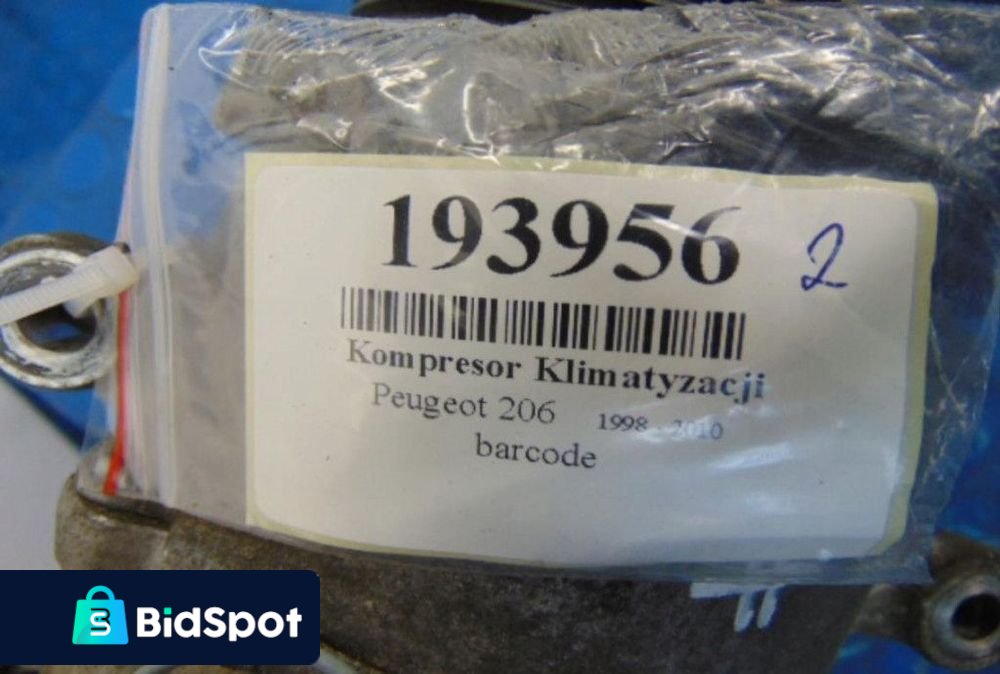 193956
2
Kompresor Klimatyzacji
Peugeot 206 1998 - 2010
barcode
BidSpot